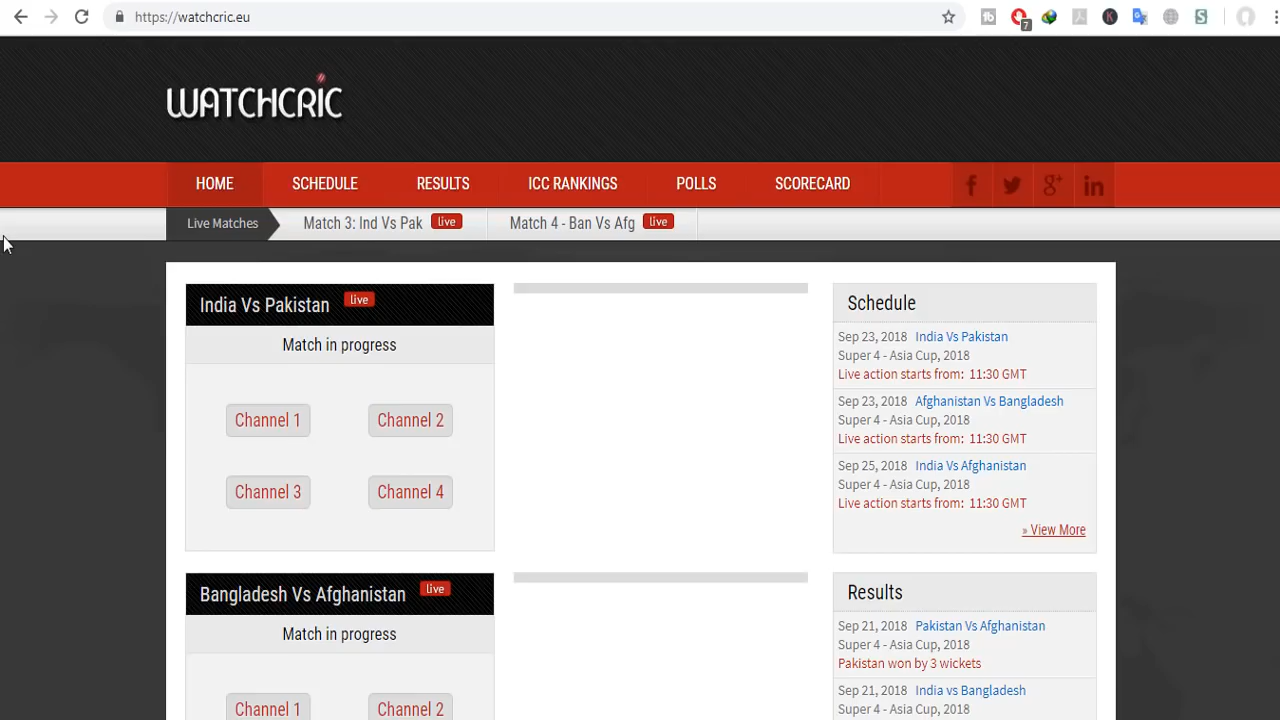 https://watchcric.eu
7
WATCHCRIC
HOME SCHEDULE RESULTS ICC RANKINGS POLLS SCORECARD
Live Matches Match 3: Ind Vs Pak live Match 4 - Ban Vs Afg live
India Vs Pakistan live
Match in progress
Channel 1 Channel 2
Channel 3 Channel 4
Bangladesh Vs Afghanistan live
Match in progress
Channel 1 Channel 2
Schedule
Sep 23, 2018 India Vs Pakistan
Super 4 - Asia Cup, 2018
Live action starts from: 11:30 GMT
Sep 23, 2018 Afghanistan Vs Bangladesh
Super 4 - Asia Cup, 2018
Live action starts from: 11:30 GMT
Sep 25, 2018 India Vs Afghanistan
Super 4 - Asia Cup, 2018
Live action starts from: 11:30 GMT
» View More
Results
Sep 21, 2018 Pakistan Vs Afghanistan
Super 4 - Asia Cup, 2018
Pakistan won by 3 wickets
Sep 21, 2018 India vs Bangladesh
Super 4 - Asia Cup, 2018